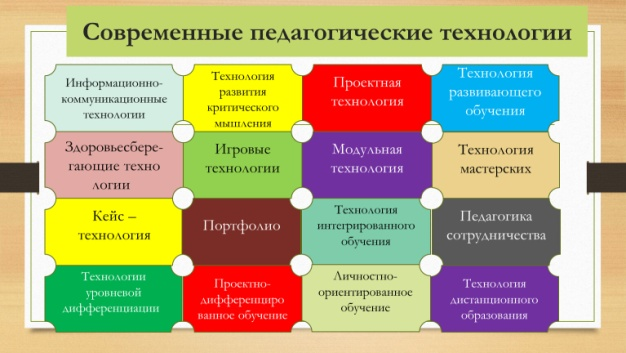 Современные педагогические технологии
Информационно-
коммуникационные
технологии
Технология
развития
критического
мышления
Проектная
технология
Технология
развивающего
обучения
Здоровьесбере-
гающие техно
логии
Игровые
технологии
Модульная
технология
Технология
мастерских
Кейс –
технология
Портфолио
Технология
интегрированного
обучения
Педагогика
сотрудничества
Технологии
уровневой
дифференциации
Проектно-
дифференциро
ванное обучение
Личностно-
ориентированное
обучение
Технология
дистанционного
образования